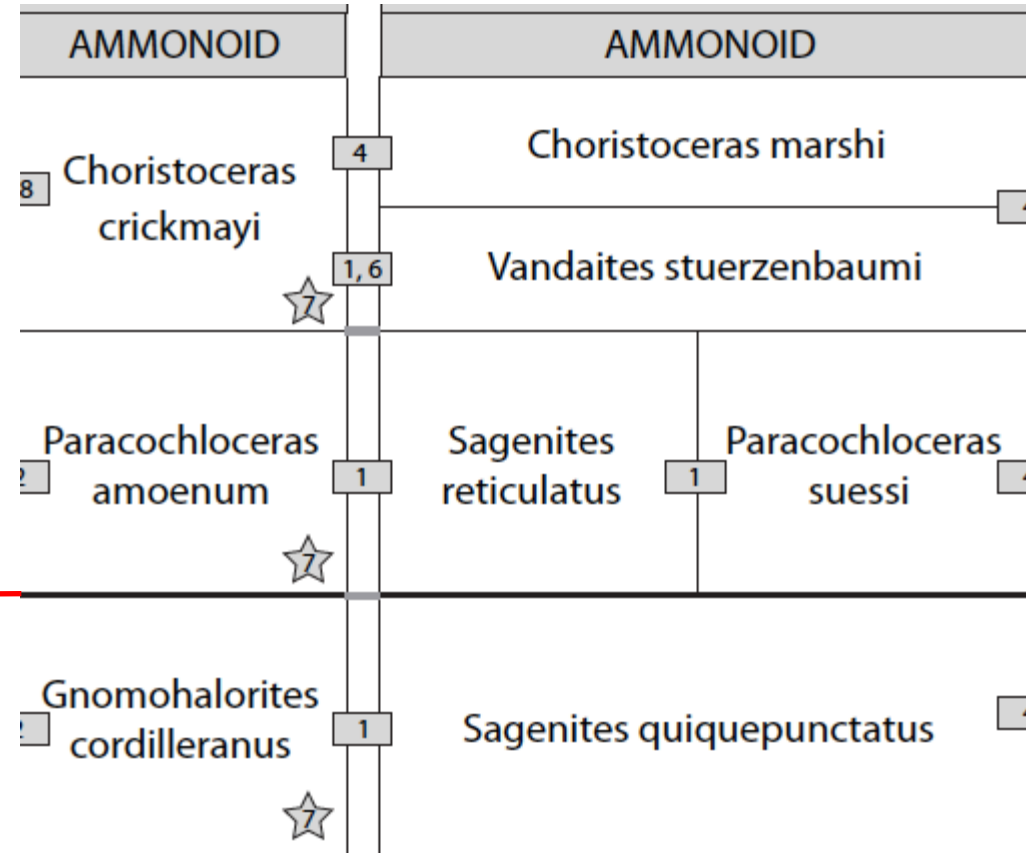 AMMONOID
AMMONOID
Choristoceras
crickmayi
8
4
Choristoceras marshi
1, 6
Vandaites stuerzenbaumi
7
Paracochloceras
amoenum
1
Sagenites
reticulatus
1
Paracochloceras
suessi
7
Gnomohalorites
cordilleranus
1
Sagenites quiquepunctatus
7